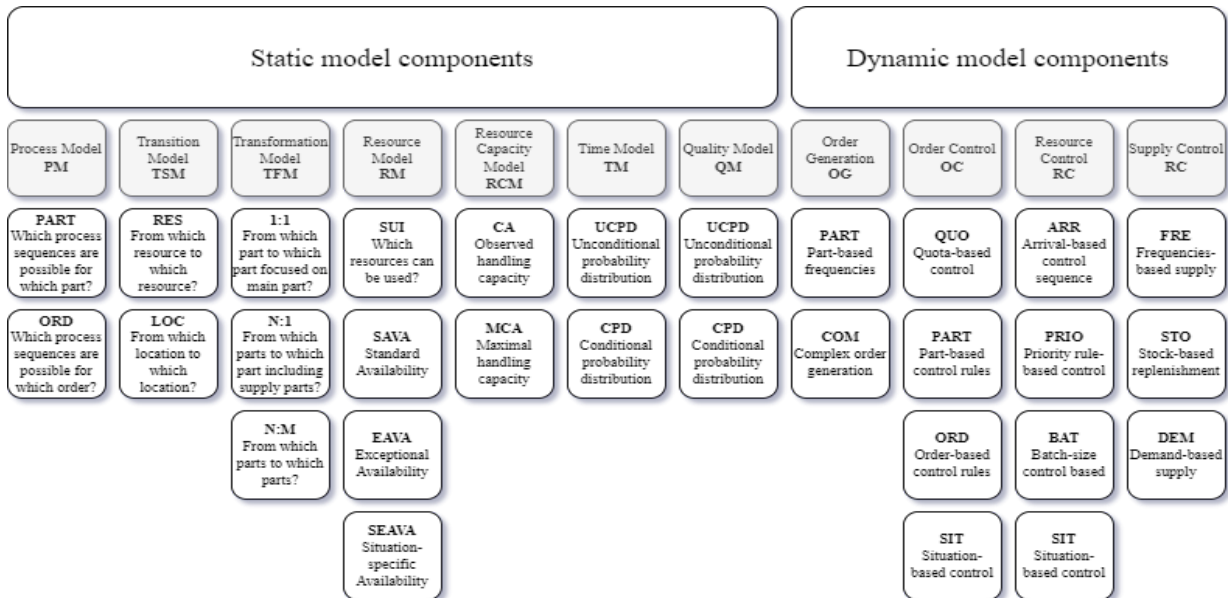 Static model components
Dynamic model components
Process Model
PM
Transition
Model
TSM
Transformation
Model
TFM
Resource
Model
RM
Resource
Capacity
Model
RCM
Time Model
TM
Quality Model
QM
Order
Generation
OG
Order Control
OC
Resource
Control
RC
Supply Control
RC
PART
Which process
sequences are
possible for
which part?
RES
From which
resource to
which
resource?
1:1
From which
part to which
part focused on
main part?
SUI
Which
resources can
be used?
CA
Observed
handling
capacity
UCPD
Unconditional
probability
distribution
UCPD
Unconditional
probability
distribution
PART
Part-based
frequencies
QUO
Quota-based
control
ARR
Arrival-based
control
sequence
FRE
Frequencies-
based supply
ORD
Which process
sequences are
possible for
which order?
LOC
From which
location to
which
location?
N:1
From which
parts to which
part including
supply parts?
SAVA
Standard
Availability
MCA
Maximal
handling
capacity
CPD
Conditional
probability
distribution
CPD
Conditional
probability
distribution
COM
Complex order
generation
PART
Part-based
control rules
PRIO
Priority rule-
based control
STO
Stock-based
replenishment
N:M
From which
parts to which
parts?
EAVA
Exceptional
Availability
ORD
Order-based
control rules
BAT
Batch-size
control based
DEM
Demand-based
supply
SEAVA
Situation-
specific
Availability
SIT
Situation-
based control
SIT
Situation-
based control